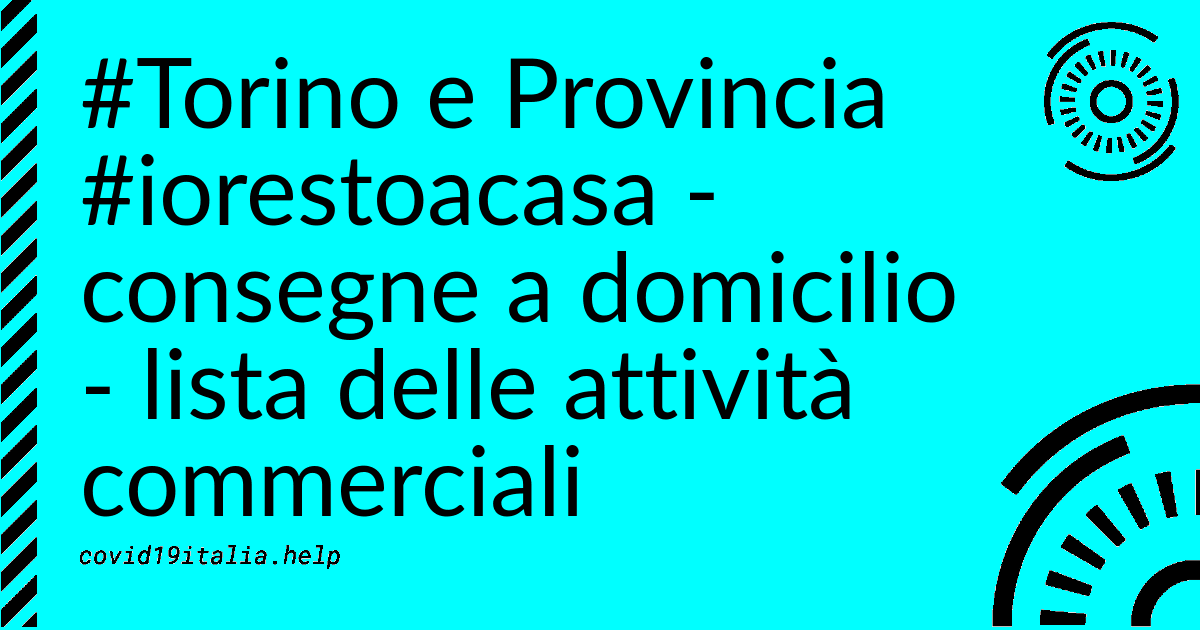 #Torino e Provincia
#iorestoacasa -
consegne a domicilio
- lista delle attività
commerciali
covid19italia.help